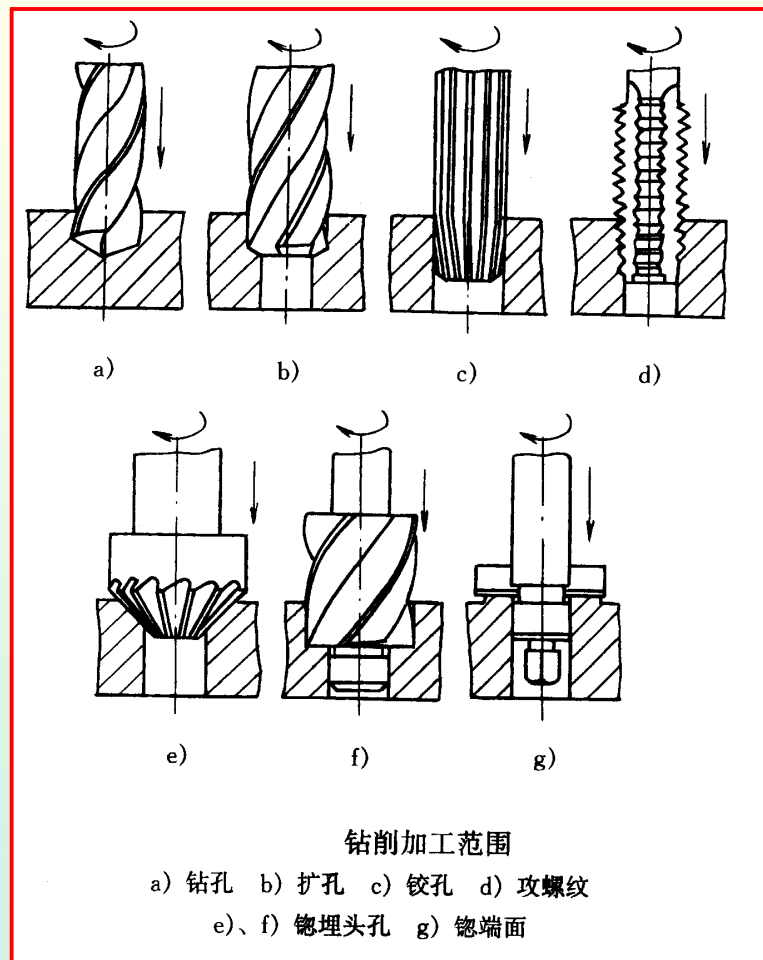 a) b) c) d)
e) f) g)
钻削加工范围
a) 钻孔 b) 扩孔 c) 铰孔 d) 攻螺纹
e)、f) 锪埋头孔 g) 锪端面